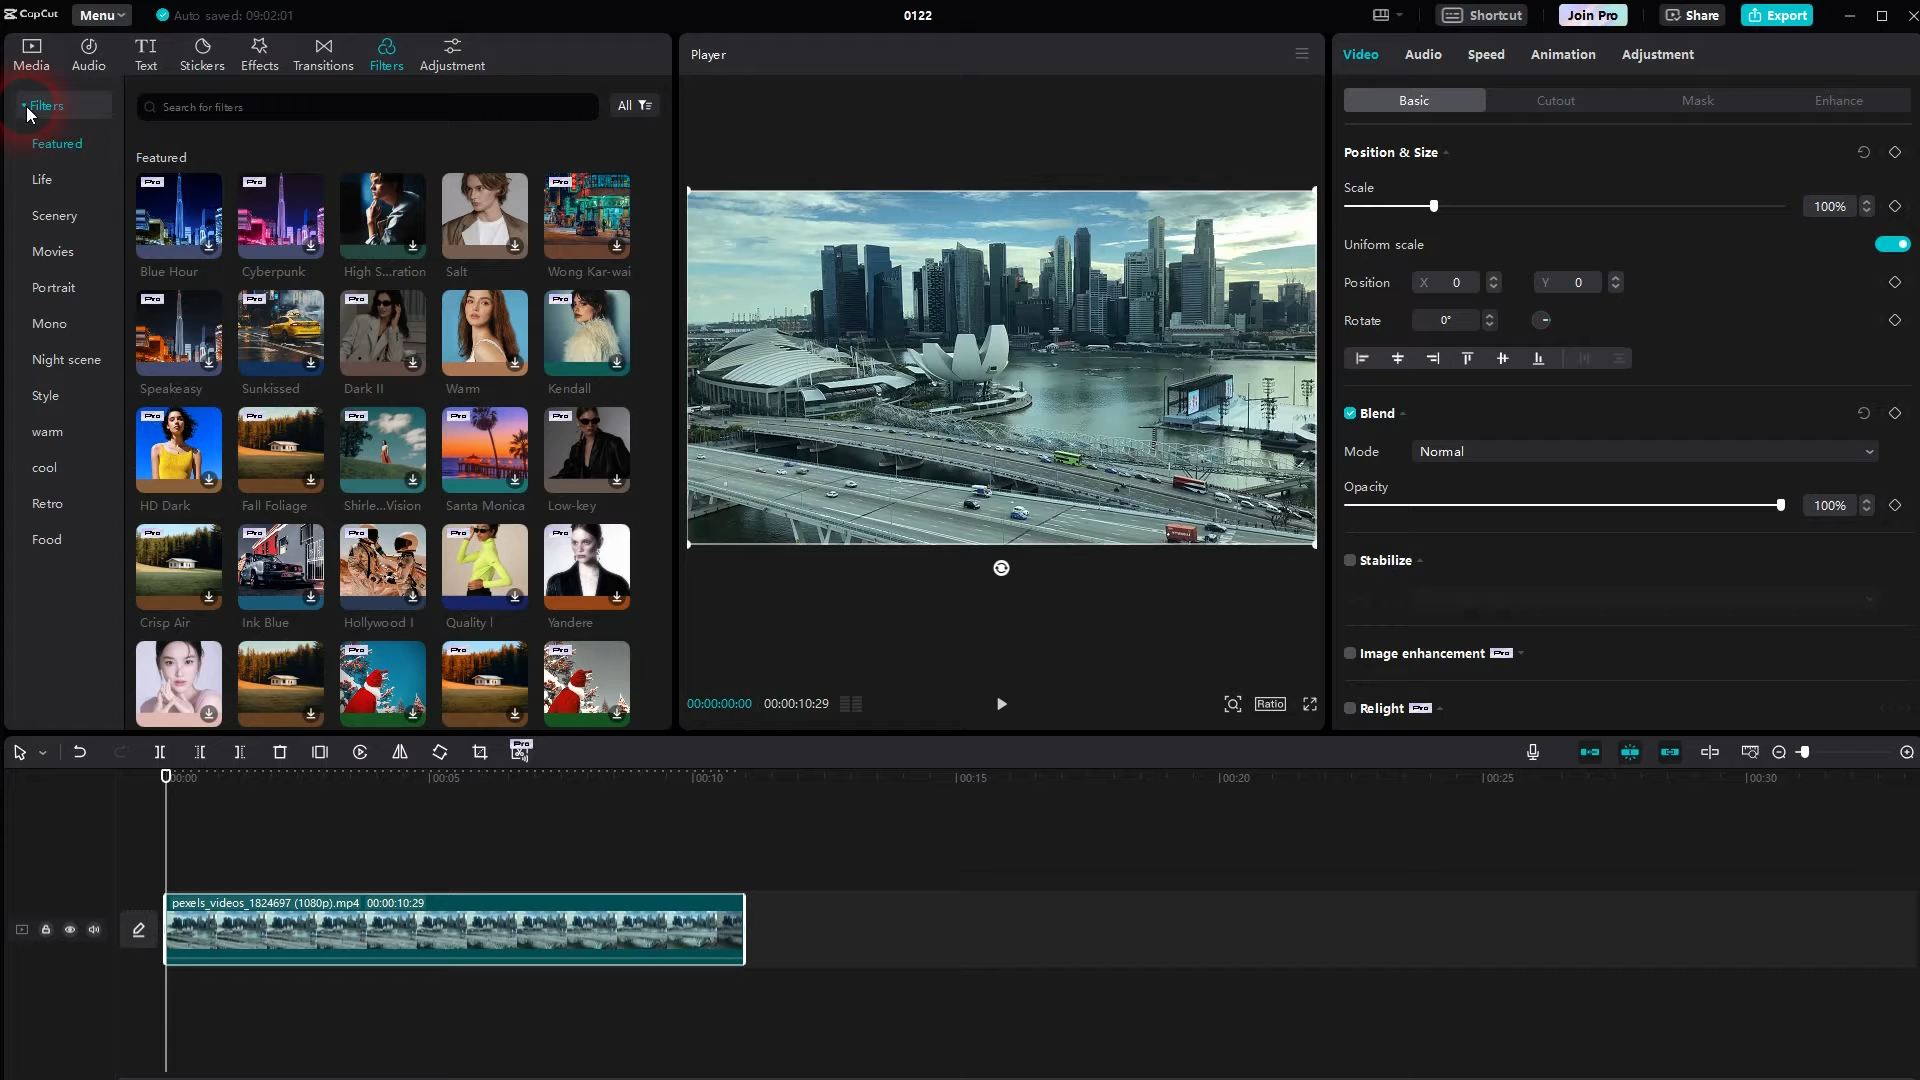 CapCut
Menu
Auto saved: 09:02:01
0122
Shortcut
Join Pro
Share
Export
Media
Audio
Text
Stickers
Effects
Transitions
Filters
Adjustment
Filters
Featured
Life
Scenery
Movies
Portrait
Mono
Night scene
Style
warm
cool
Retro
Food
Search for filters
All
Featured
Pro
Pro
Pro
Blue Hour
Cyberpunk
High S...ration
Salt
Wong Kar-wai
Pro
Pro
Pro
Pro
Speakeasy
Sunkissed
Dark II
Warm
Kendall
Pro
Pro
Pro
Pro
Pro
HD Dark
Fall Foliage
Shirle...Vision
Santa Monica
Low-key
Pro
Pro
Pro
Pro
Pro
Crisp Air
Ink Blue
Hollywood I
Quality I
Yandere
Pro
Pro
Pro
Pro
Player
00:00:00:00
00:00:10:29
Ratio
Video
Audio
Speed
Animation
Adjustment
Basic
Cutout
Mask
Enhance
Position & Size
Scale
100%
Uniform scale
Position
X 0
Y 0
Rotate
0°
Blend
Mode
Normal
Opacity
100%
Stabilize
Image enhancement Pro
Relight Pro
Pro
00:00
00:05
00:10
00:15
00:20
00:25
00:30
pexels_videos_1824697 (1080p).mp4 00:00:10:29